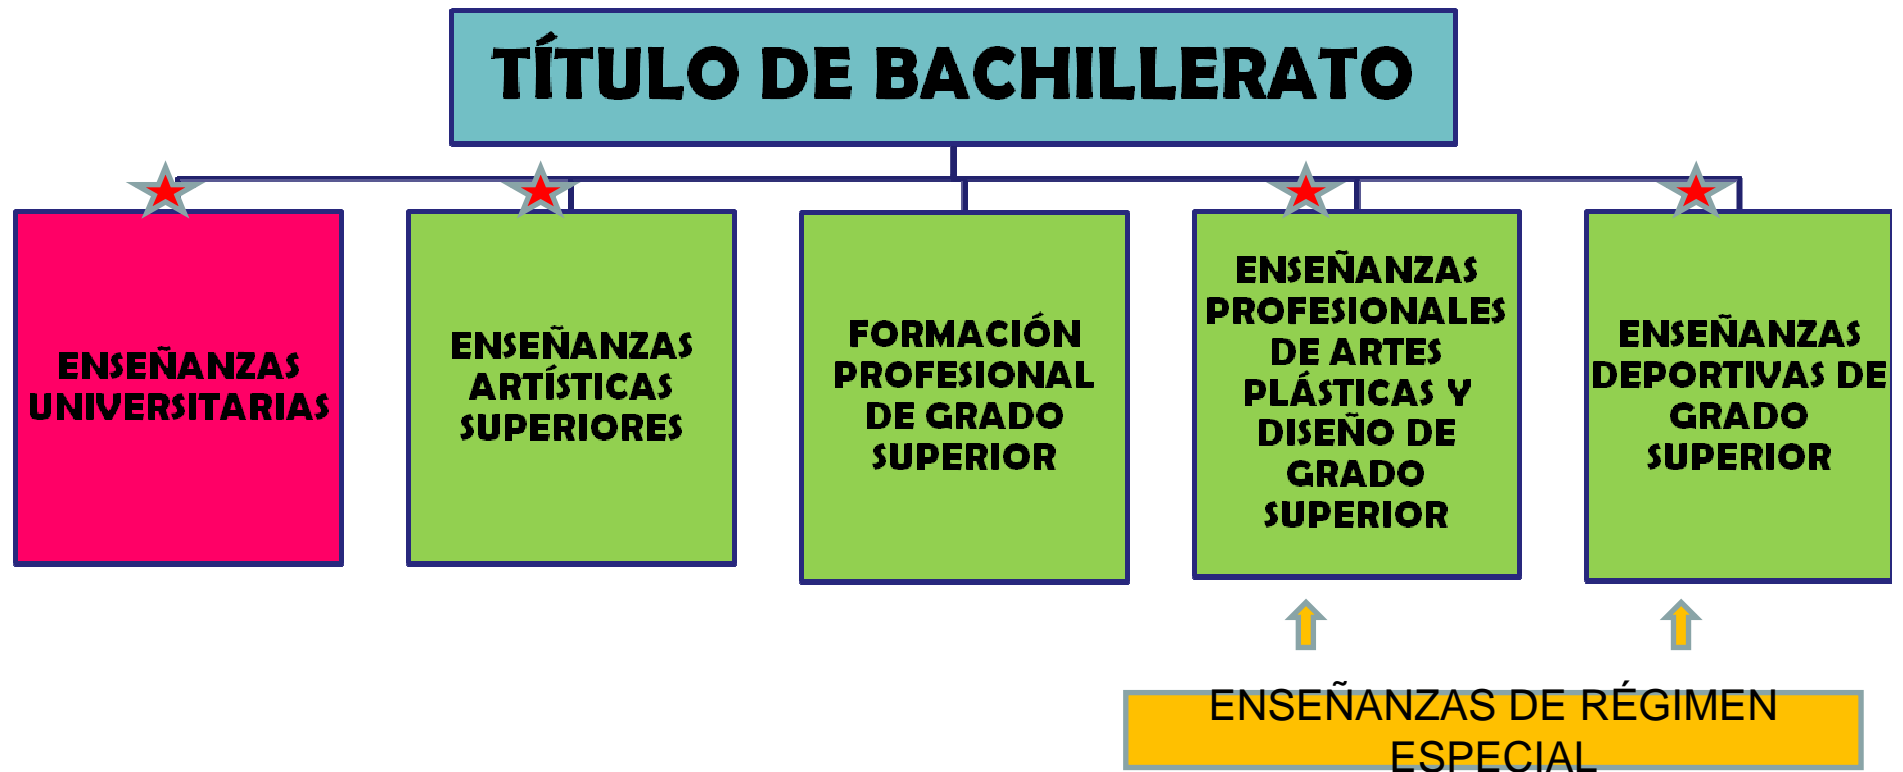 TÍTULO DE BACHILLERATO
ENSEÑANZAS
UNIVERSITARIAS
ENSEÑANZAS
ARTÍSTICAS
SUPERIORES
FORMACIÓN
PROFESIONAL
DE GRADO
SUPERIOR
ENSEÑANZAS
PROFESIONALES
DE ARTES
PLÁSTICAS Y
DISEÑO DE
GRADO
SUPERIOR
ENSEÑANZAS
DEPORTIVAS DE
GRADO
SUPERIOR
ENSEÑANZAS DE RÉGIMEN
ESPECIAL